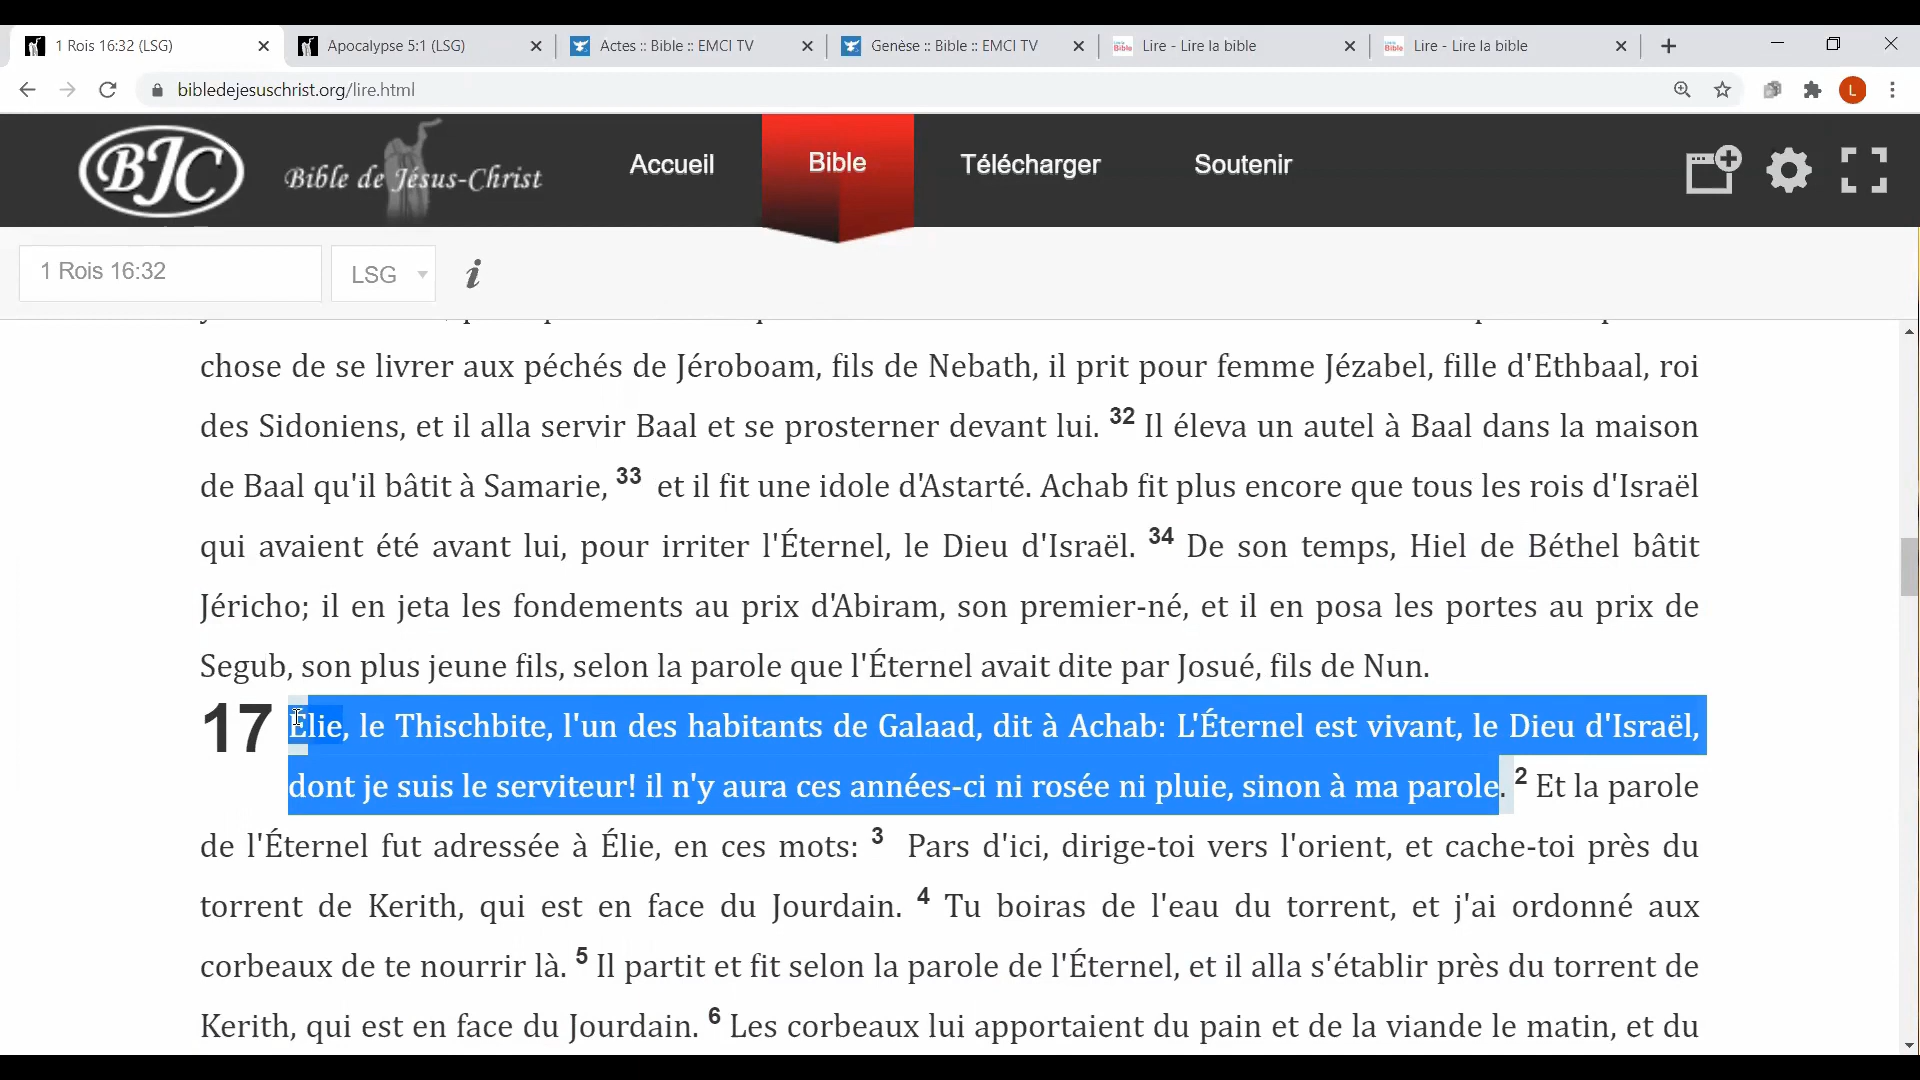 1 Rois 16:32 (LSG)
Apocalypse 5:1 (LSG)
Actes :: Bible :: EMCI TV
Genèse :: Bible :: EMCI TV
Lire - Lire la bible
Lire - Lire la bible
bibledejesuschrist.org/lire.html
L
BJC
Bible de Jésus-Christ
Accueil
Bible
Télécharger
Soutenir
1 Rois 16:32
LSG
i
chose de se livrer aux péchés de Jéroboam, fils de Nebath, il prit pour femme Jézabel, fille d'Ethbaal, roi
des Sidoniens, et il alla servir Baal et se prosterner devant lui. 32 Il éleva un autel à Baal dans la maison
de Baal qu'il bâtit à Samarie, 33 et il fit une idole d'Astarté. Achab fit plus encore que tous les rois d'Israël
qui avaient été avant lui, pour irriter l'Éternel, le Dieu d'Israël. 34 De son temps, Hiel de Béthel bâtit
Jéricho; il en jeta les fondements au prix d'Abiram, son premier-né, et il en posa les portes au prix de
Segub, son plus jeune fils, selon la parole que l'Éternel avait dite par Josué, fils de Nun.
17 Élie, le Thischbite, l'un des habitants de Galaad, dit à Achab: L'Éternel est vivant, le Dieu d'Israël,
dont je suis le serviteur! il n'y aura ces années-ci ni rosée ni pluie, sinon à ma parole. 2 Et la parole
de l'Éternel fut adressée à Élie, en ces mots: 3 Pars d'ici, dirige-toi vers l'orient, et cache-toi près du
torrent de Kerith, qui est en face du Jourdain. 4 Tu boiras de l'eau du torrent, et j'ai ordonné aux
corbeaux de te nourrir là. 5 Il partit et fit selon la parole de l'Éternel, et il alla s'établir près du torrent de
Kerith, qui est en face du Jourdain. 6 Les corbeaux lui apportaient du pain et de la viande le matin, et du